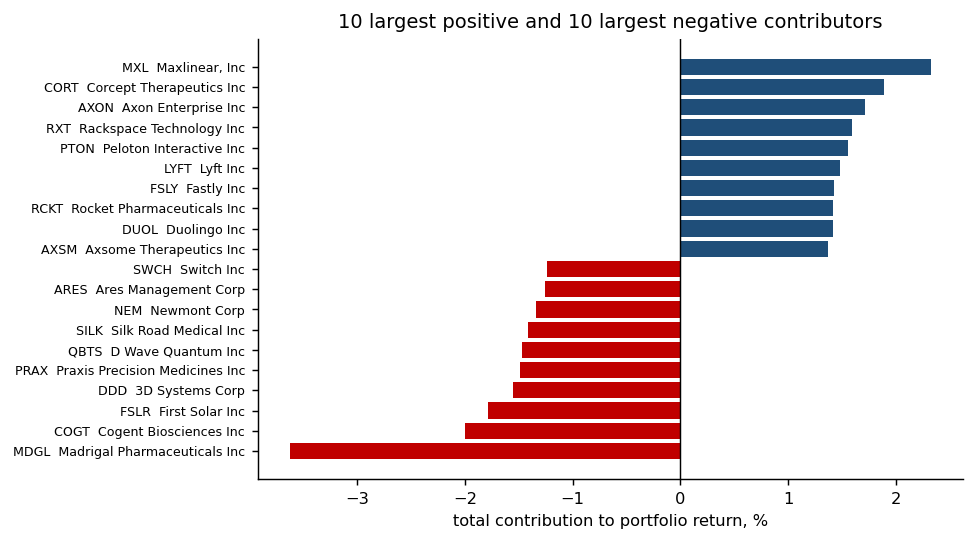 10 largest positive and 10 largest negative contributors
MXL  Maxlinear, Inc
CORT  Corcept Therapeutics Inc
AXON  Axon Enterprise Inc
RXT  Rackspace Technology Inc
PTON  Peloton Interactive Inc
LYFT  Lyft Inc
FSLY  Fastly Inc
RCKT  Rocket Pharmaceuticals Inc
DUOL  Duolingo Inc
AXSM  Axsome Therapeutics Inc
SWCH  Switch Inc
ARES  Ares Management Corp
NEM  Newmont Corp
SILK  Silk Road Medical Inc
QBTS  D Wave Quantum Inc
PRAX  Praxis Precision Medicines Inc
DDD  3D Systems Corp
FSLR  First Solar Inc
COGT  Cogent Biosciences Inc
MDGL  Madrigal Pharmaceuticals Inc
−3 −2 −1 0 1 2
total contribution to portfolio return, %